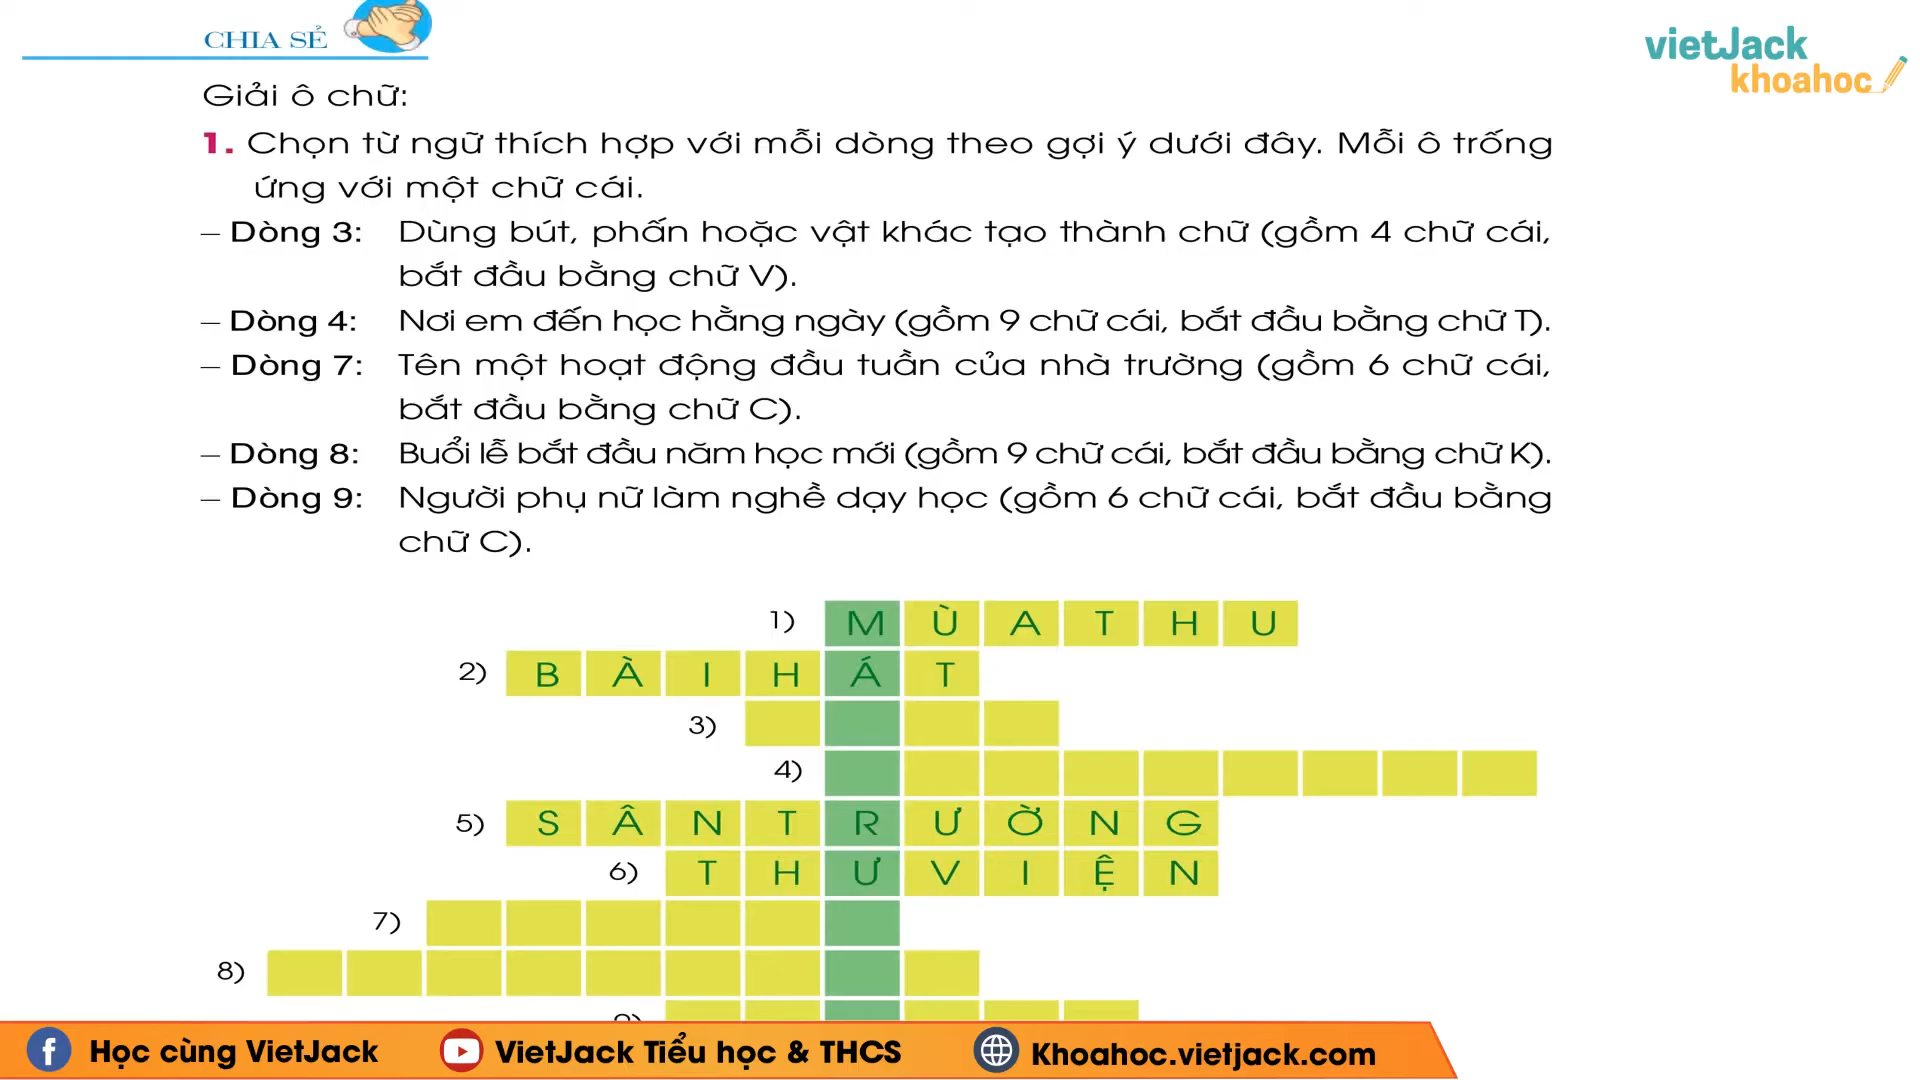 CHIA SẺ
vietJack
khoahoc
Giải ô chữ:
1. Chọn từ ngữ thích hợp với mỗi dòng theo gợi ý dưới đây. Mỗi ô trống
ứng với một chữ cái.
– Dòng 3: Dùng bút, phấn hoặc vật khác tạo thành chữ (gồm 4 chữ cái,
bắt đầu bằng chữ V).
– Dòng 4: Nơi em đến học hằng ngày (gồm 9 chữ cái, bắt đầu bằng chữ T).
– Dòng 7: Tên một hoạt động đầu tuần của nhà trường (gồm 6 chữ cái,
bắt đầu bằng chữ C).
– Dòng 8: Buổi lễ bắt đầu năm học mới (gồm 9 chữ cái, bắt đầu bằng chữ K).
– Dòng 9: Người phụ nữ làm nghề dạy học (gồm 6 chữ cái, bắt đầu bằng
chữ C).
1) M Ù A T H U
2) B À I H Á T
3)
4)
5) S Â N T R Ư Ờ N G
6) T H Ư V I Ệ N
7)
8)
9)
Học cùng VietJack
VietJack Tiểu học & THCS
Khoahoc.vietjack.com